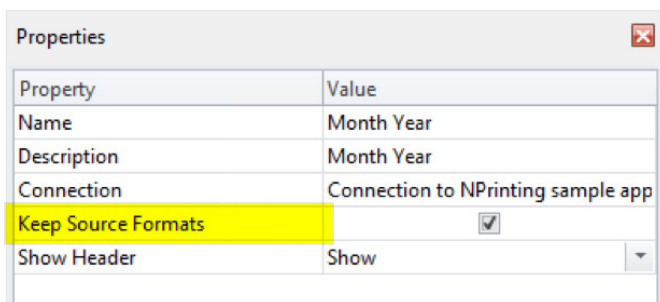 Properties
Property Value
Name Month Year
Description Month Year
Connection Connection to NPrinting sample app
Keep Source Formats
Show Header Show